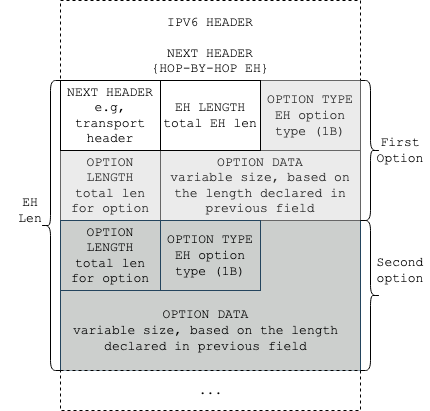 IPV6 HEADER
NEXT HEADER
{HOP-BY-HOP EH}
NEXT HEADER
e.g,
transport
header
EH LENGTH
total EH len
OPTION TYPE
EH option
type (1B)
First
Option
OPTION
LENGTH
total len
for option
OPTION DATA
variable size, based on
the length declared in
previous field
EH
Len
OPTION
LENGTH
total len
for option
OPTION TYPE
EH option
type (1B)
Second
option
OPTION DATA
variable size, based on the length
declared in previous field
...